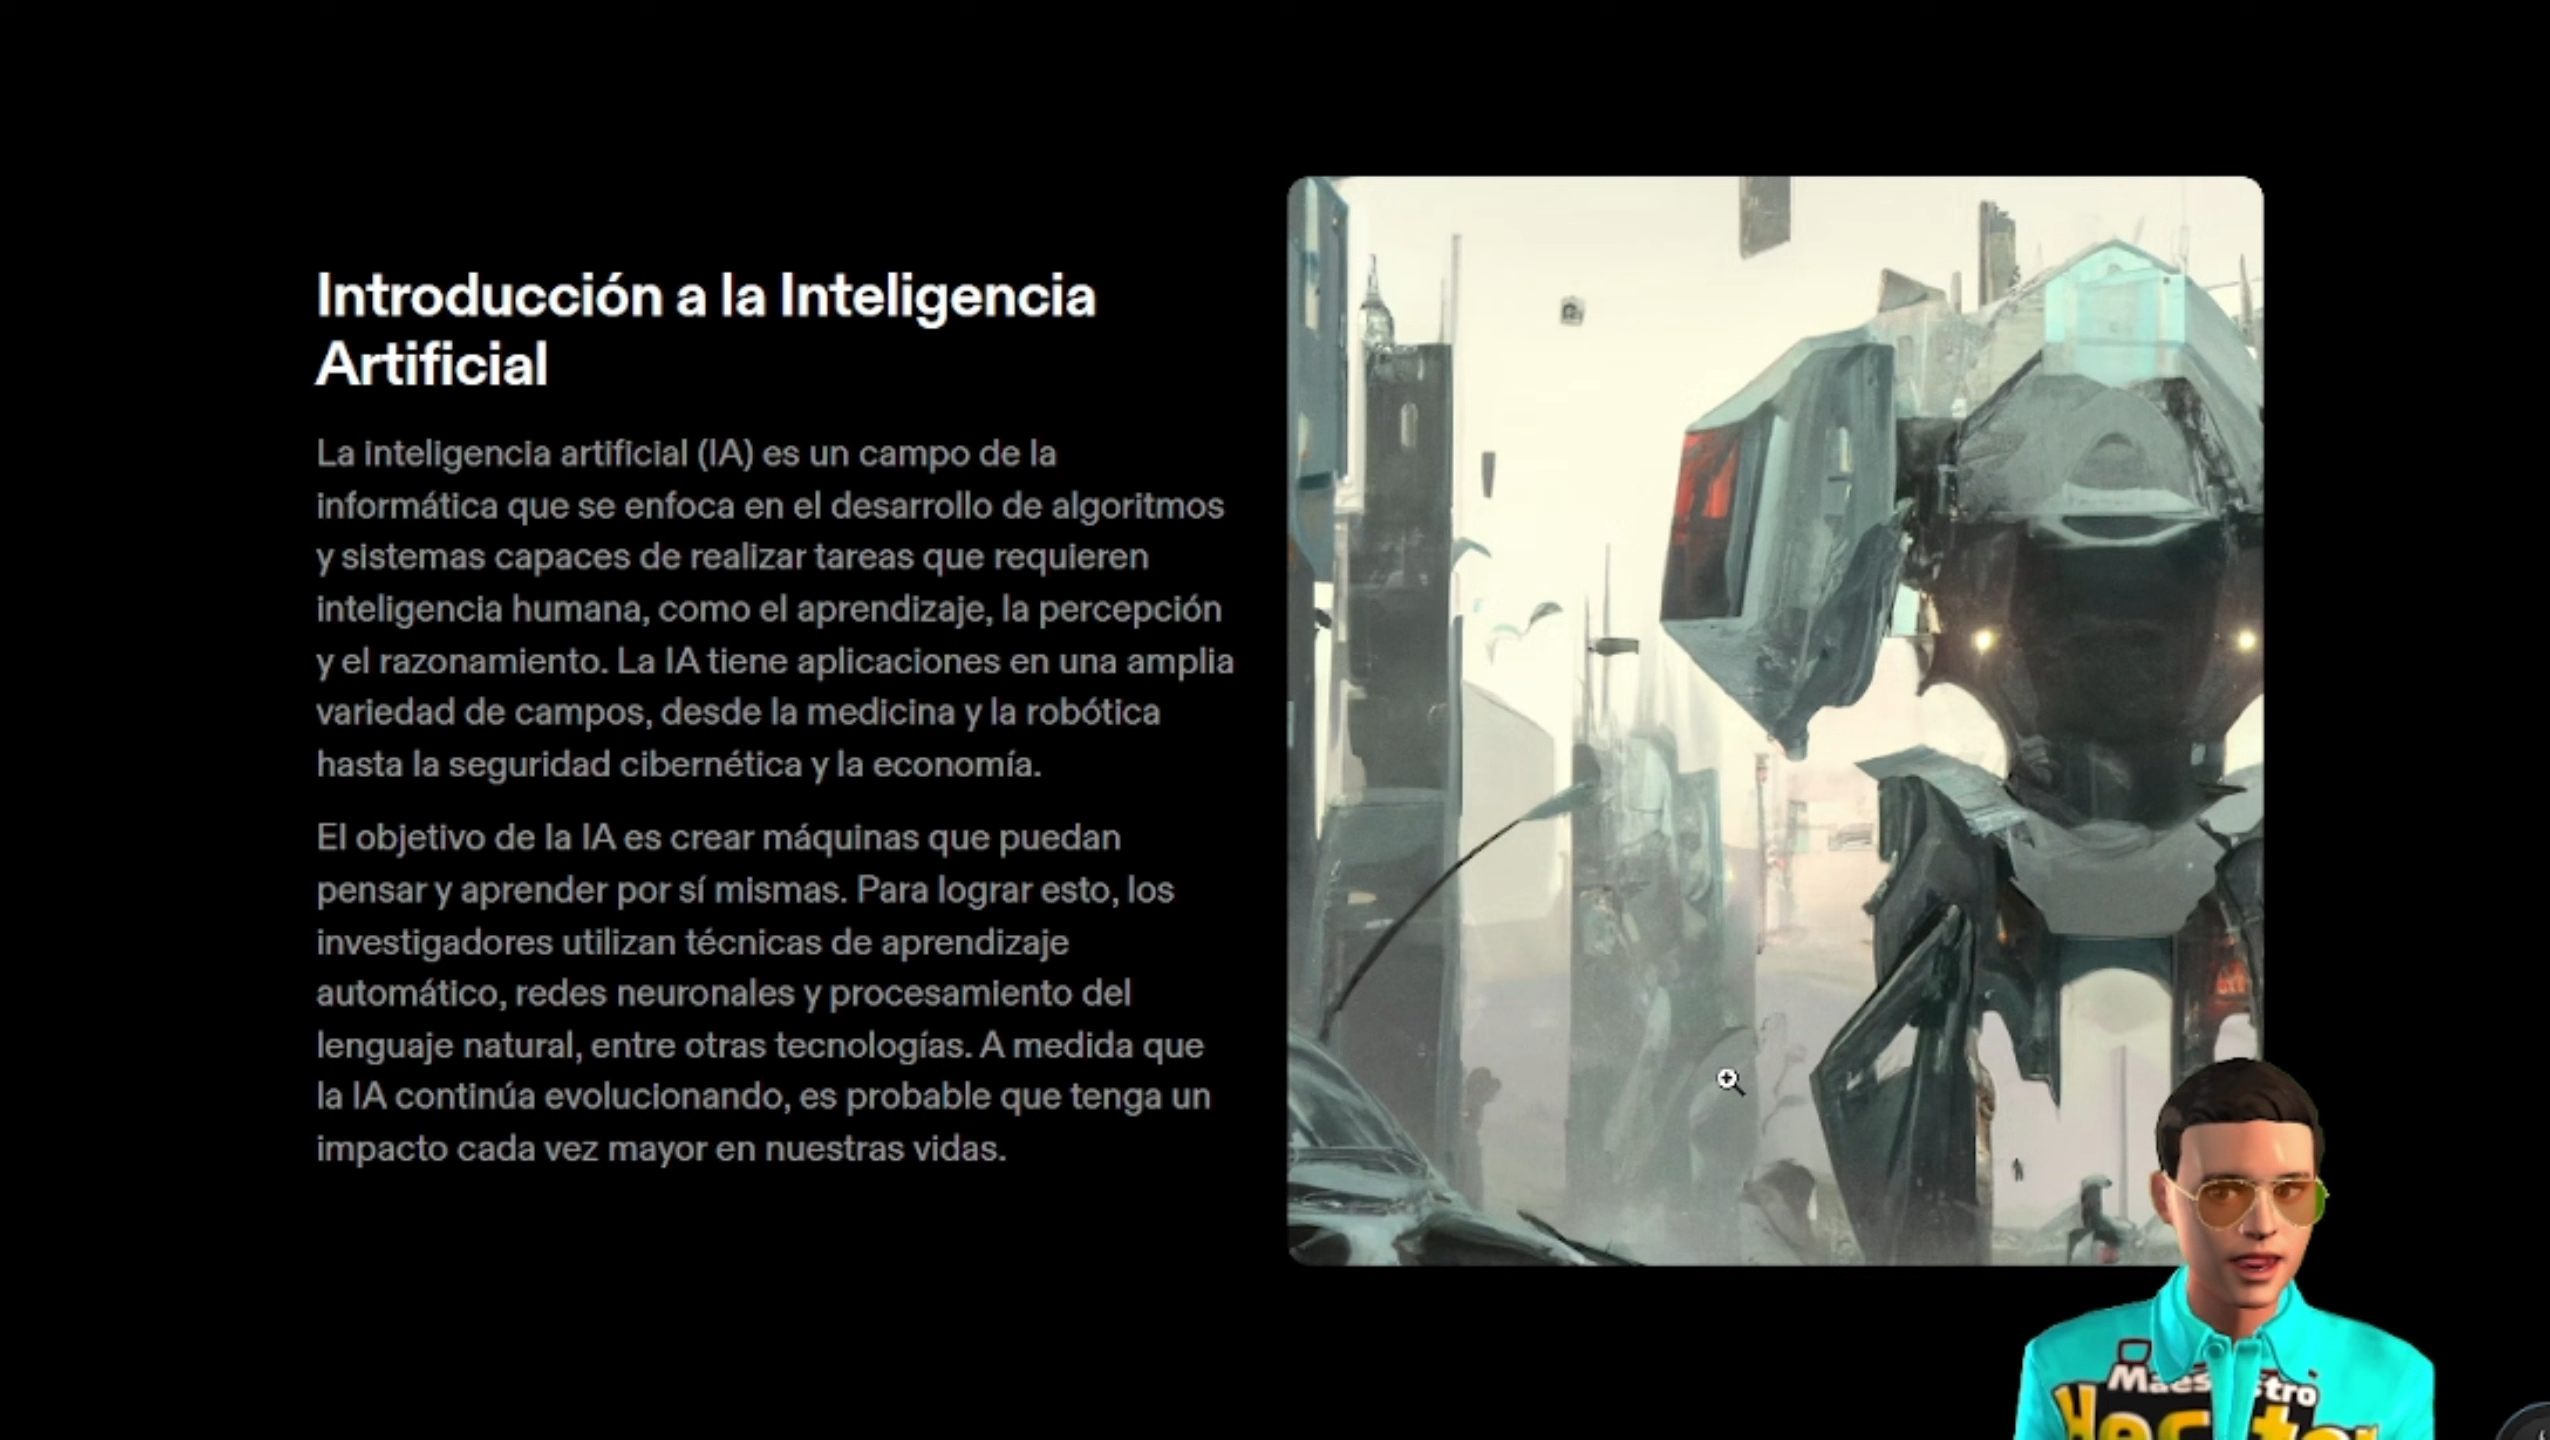 Introducción a la Inteligencia
Artificial
La inteligencia artificial (IA) es un campo de la
informática que se enfoca en el desarrollo de algoritmos
y sistemas capaces de realizar tareas que requieren
inteligencia humana, como el aprendizaje, la percepción
y el razonamiento. La IA tiene aplicaciones en una amplia
variedad de campos, desde la medicina y la robótica
hasta la seguridad cibernética y la economía.
El objetivo de la IA es crear máquinas que puedan
pensar y aprender por sí mismas. Para lograr esto, los
investigadores utilizan técnicas de aprendizaje
automático, redes neuronales y procesamiento del
lenguaje natural, entre otras tecnologías. A medida que
la IA continúa evolucionando, es probable que tenga un
impacto cada vez mayor en nuestras vidas.